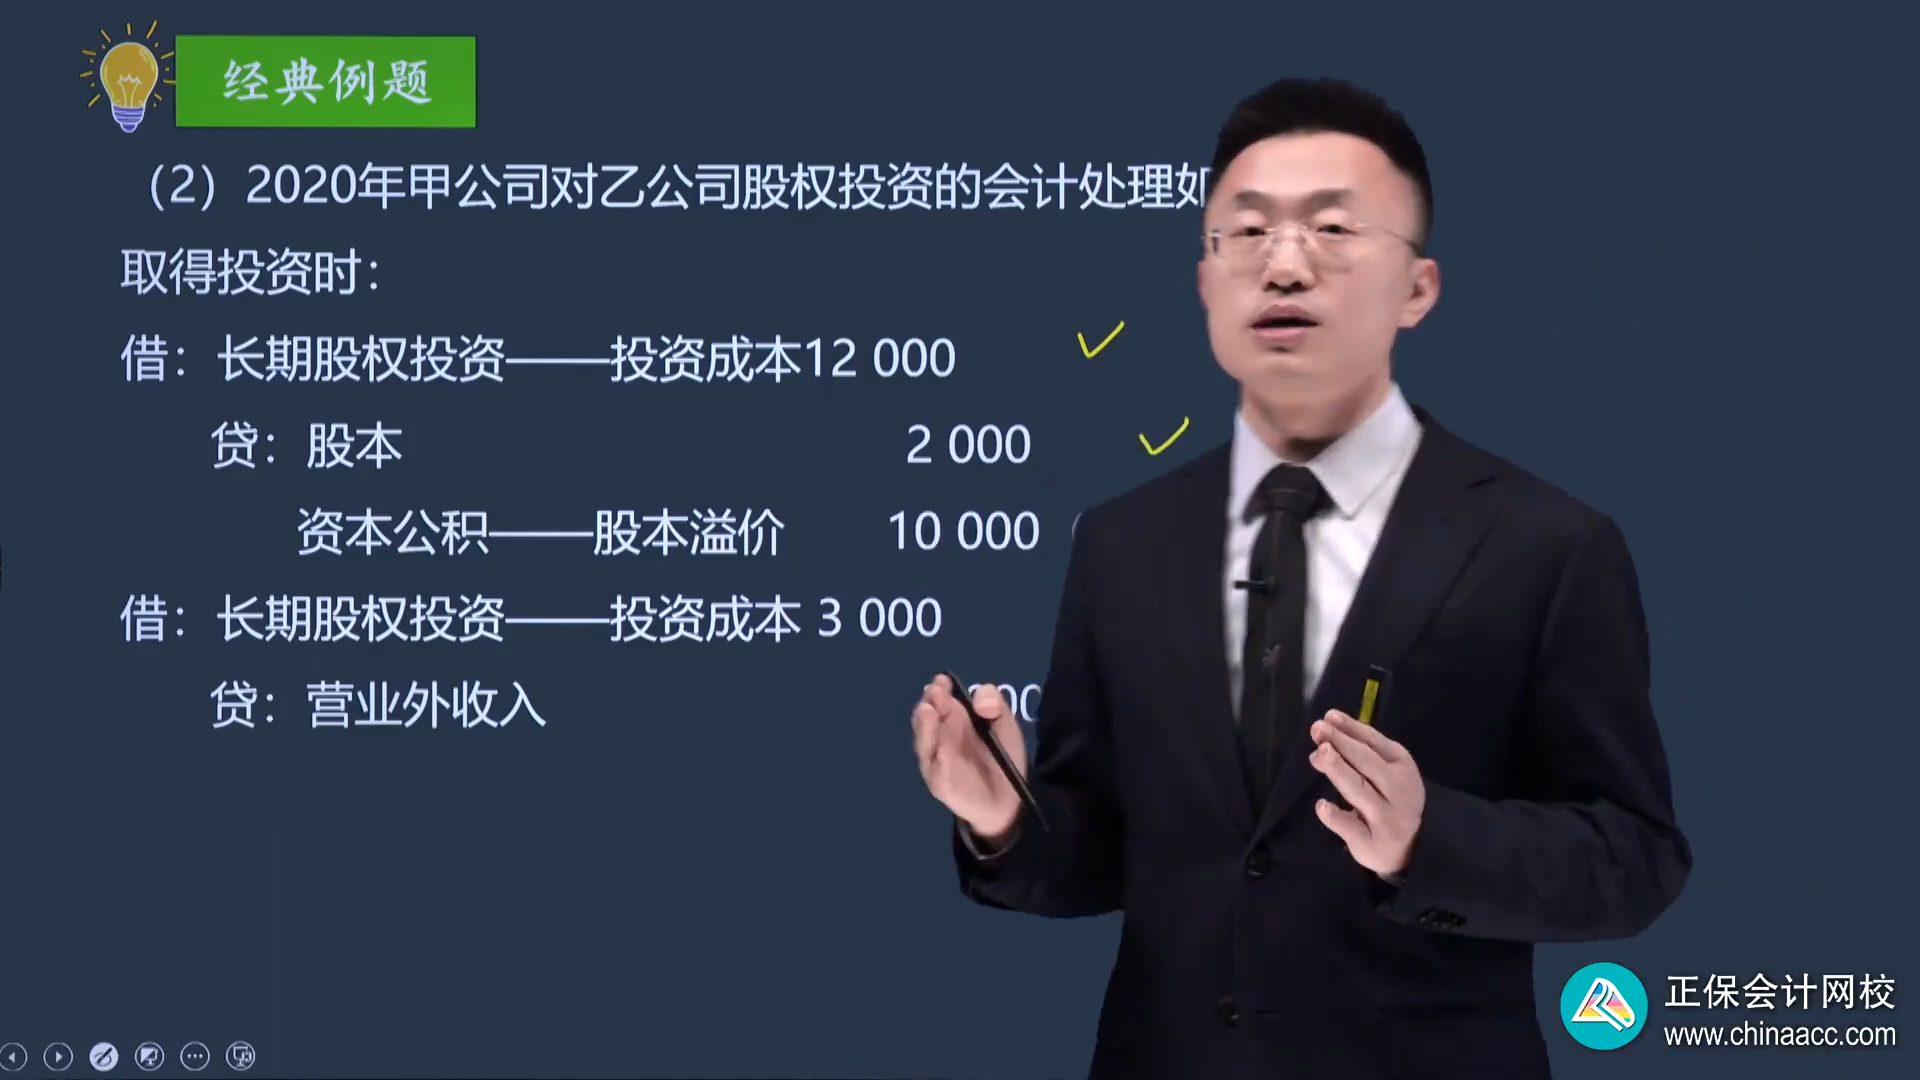 经典例题
（2）2020年甲公司对乙公司股权投资的会计处理如
取得投资时：
借：长期股权投资——投资成本12 000
贷：股本 2 000
资本公积——股本溢价 10 000
借：长期股权投资——投资成本 3 000
贷：营业外收入
正保会计网校
www.chinaacc.com